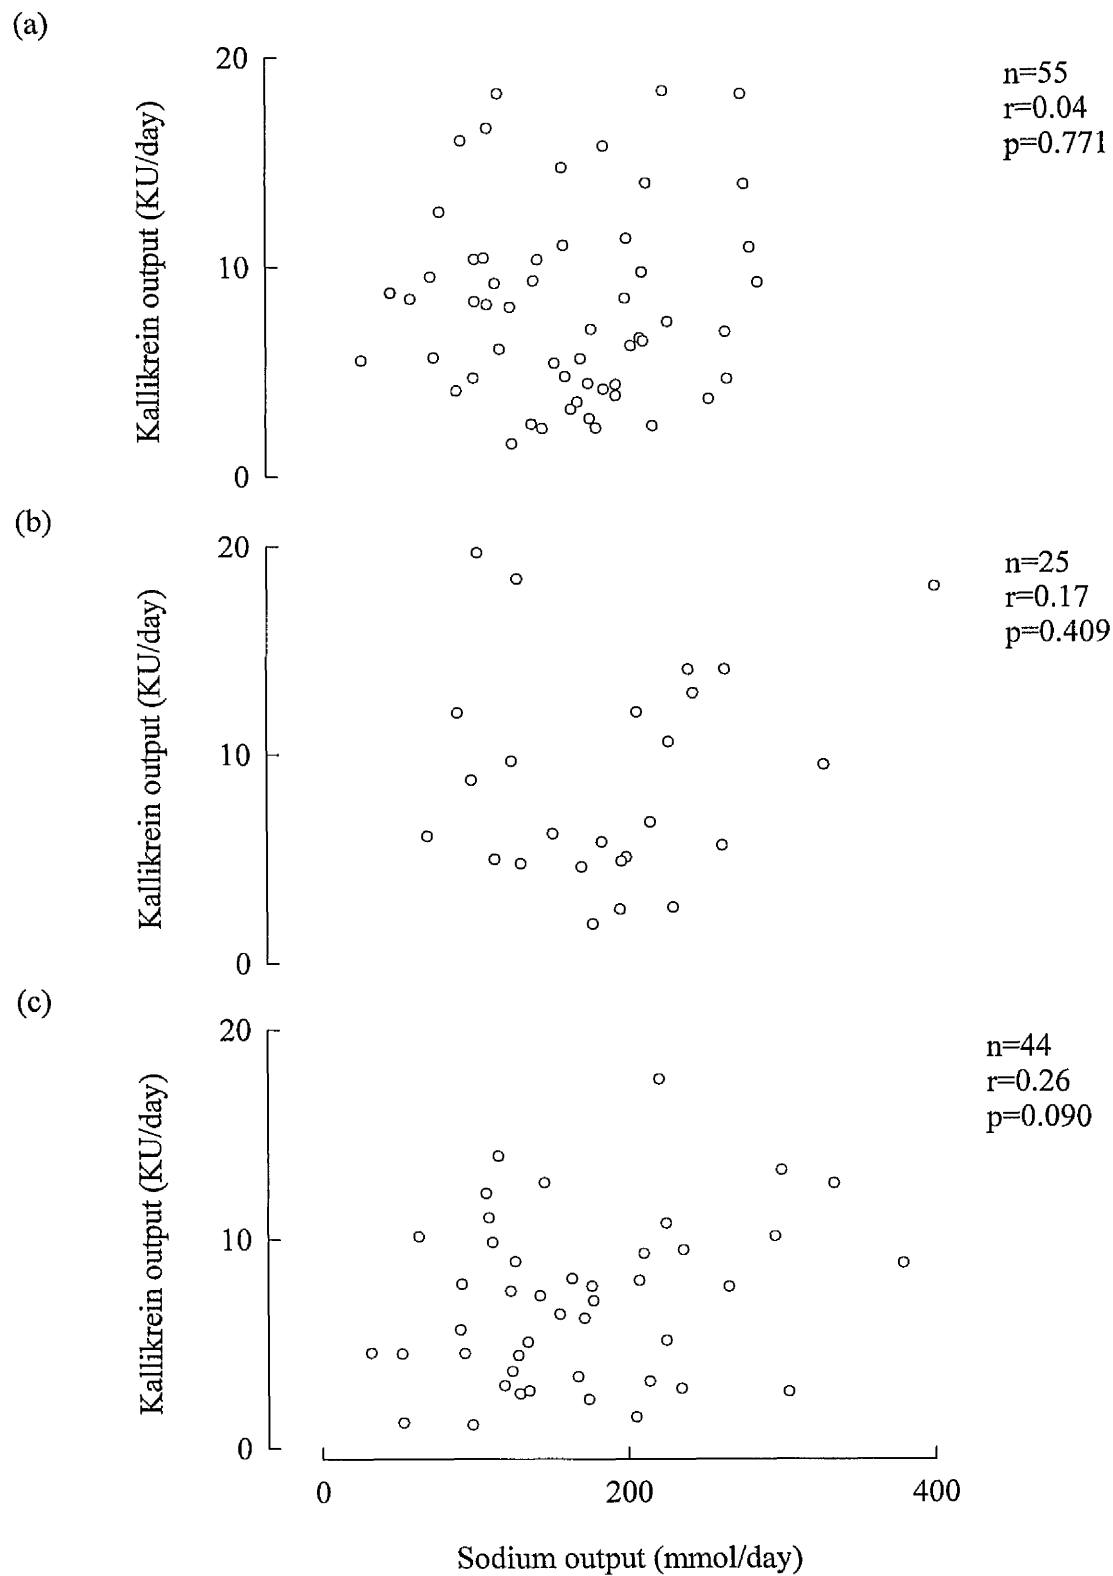 (a)
20
10
0
Kallikrein output (KU/day)
n=55
r=0.04
p=0.771
(b)
20
10
0
Kallikrein output (KU/day)
n=25
r=0.17
p=0.409
(c)
20
10
0
Kallikrein output (KU/day)
n=44
r=0.26
p=0.090
0 200 400
Sodium output (mmol/day)